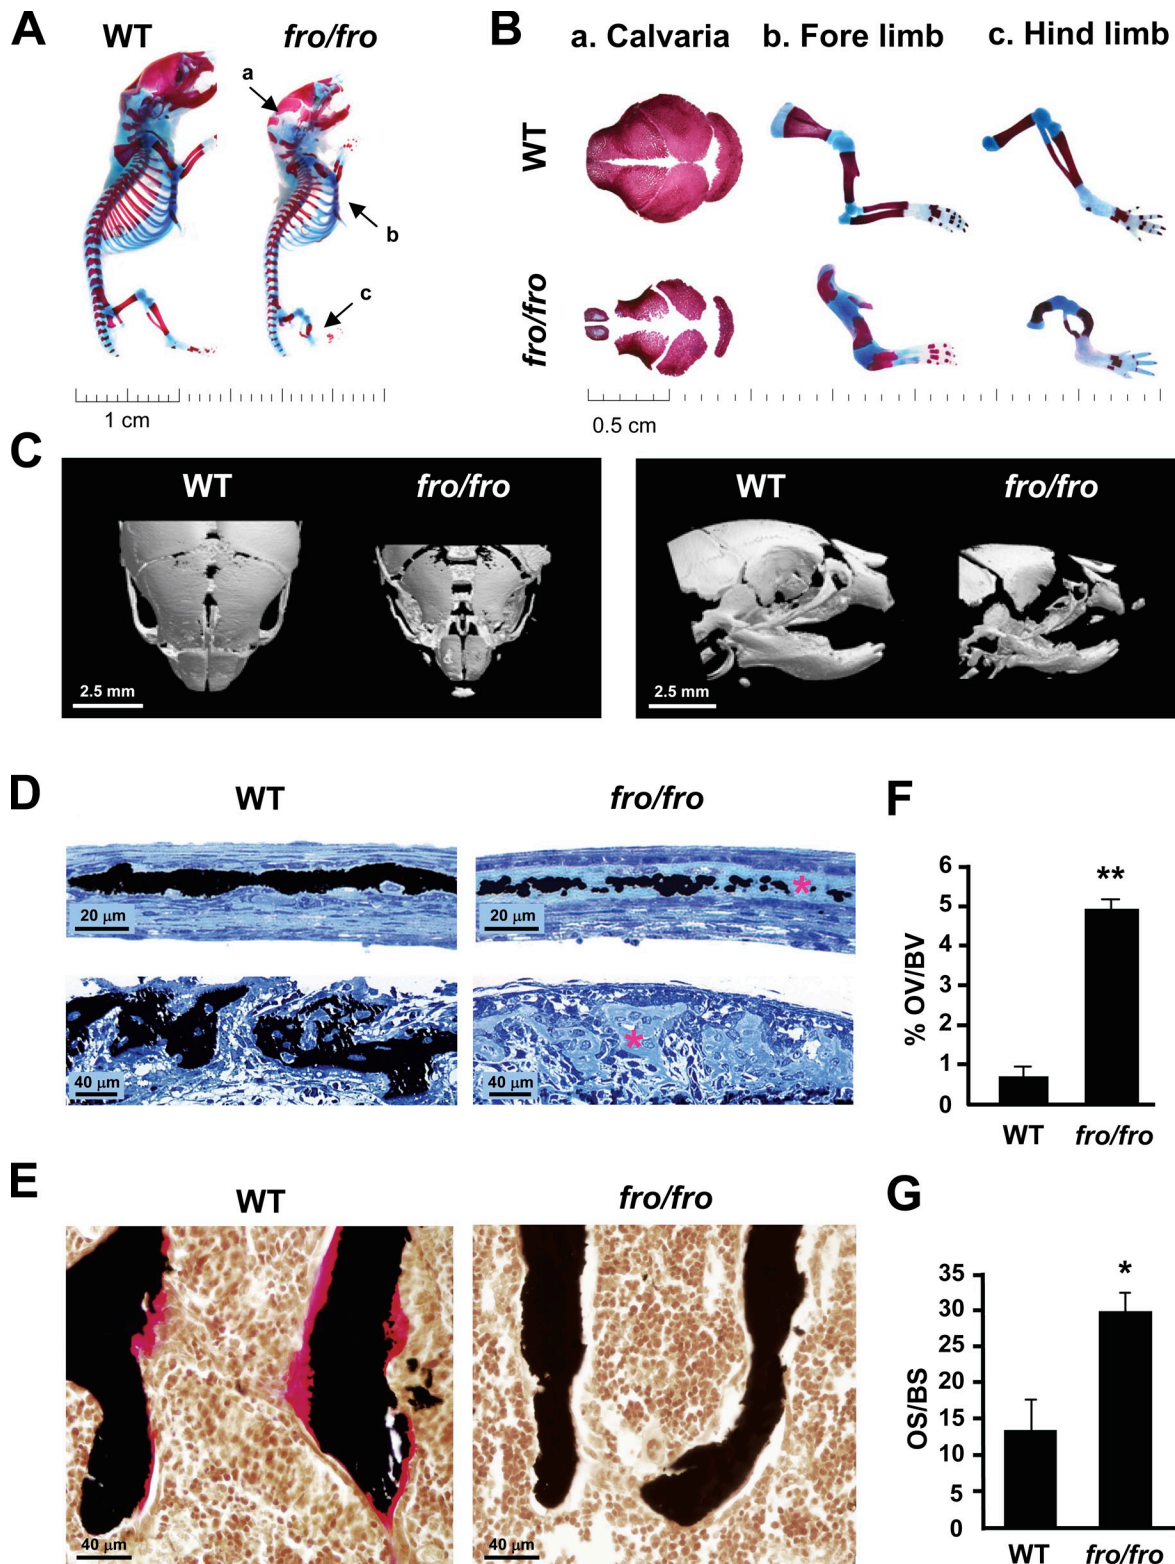 A
WT
fro/fro
a
b
c
1 cm
B
a. Calvaria
b. Fore limb
c. Hind limb
WT
fro/fro
0.5 cm
C
WT
fro/fro
2.5 mm
WT
fro/fro
2.5 mm
D
WT
fro/fro
20 µm
20 µm
*
40 µm
40 µm
*
E
WT
fro/fro
40 µm
40 µm
F
% OV/BV
6
5
4
3
2
1
0
**
WT
fro/fro
G
OS/BS
35
30
25
20
15
10
5
0
*
WT
fro/fro